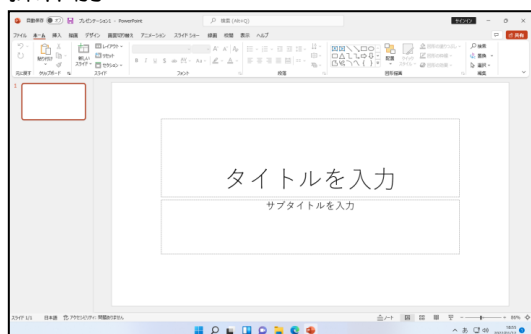 自動保存
プレゼンテーション1 - PowerPoint
検索 (Alt+Q)
サインイン
ファイル ホーム 挿入 描画 デザイン 画面切り替え アニメーション スライド ショー 録画 校閲 表示 ヘルプ
共有
貼り付け
新しい
スライド
レイアウト
リセット
セクション
配置
検索
置換
選択
元に戻す クリップボード スライド フォント 段落 図形描画 編集
1
タイトルを入力
サブタイトルを入力
スライド 1/1 日本語 アクセシビリティ: 問題ありません
ノート